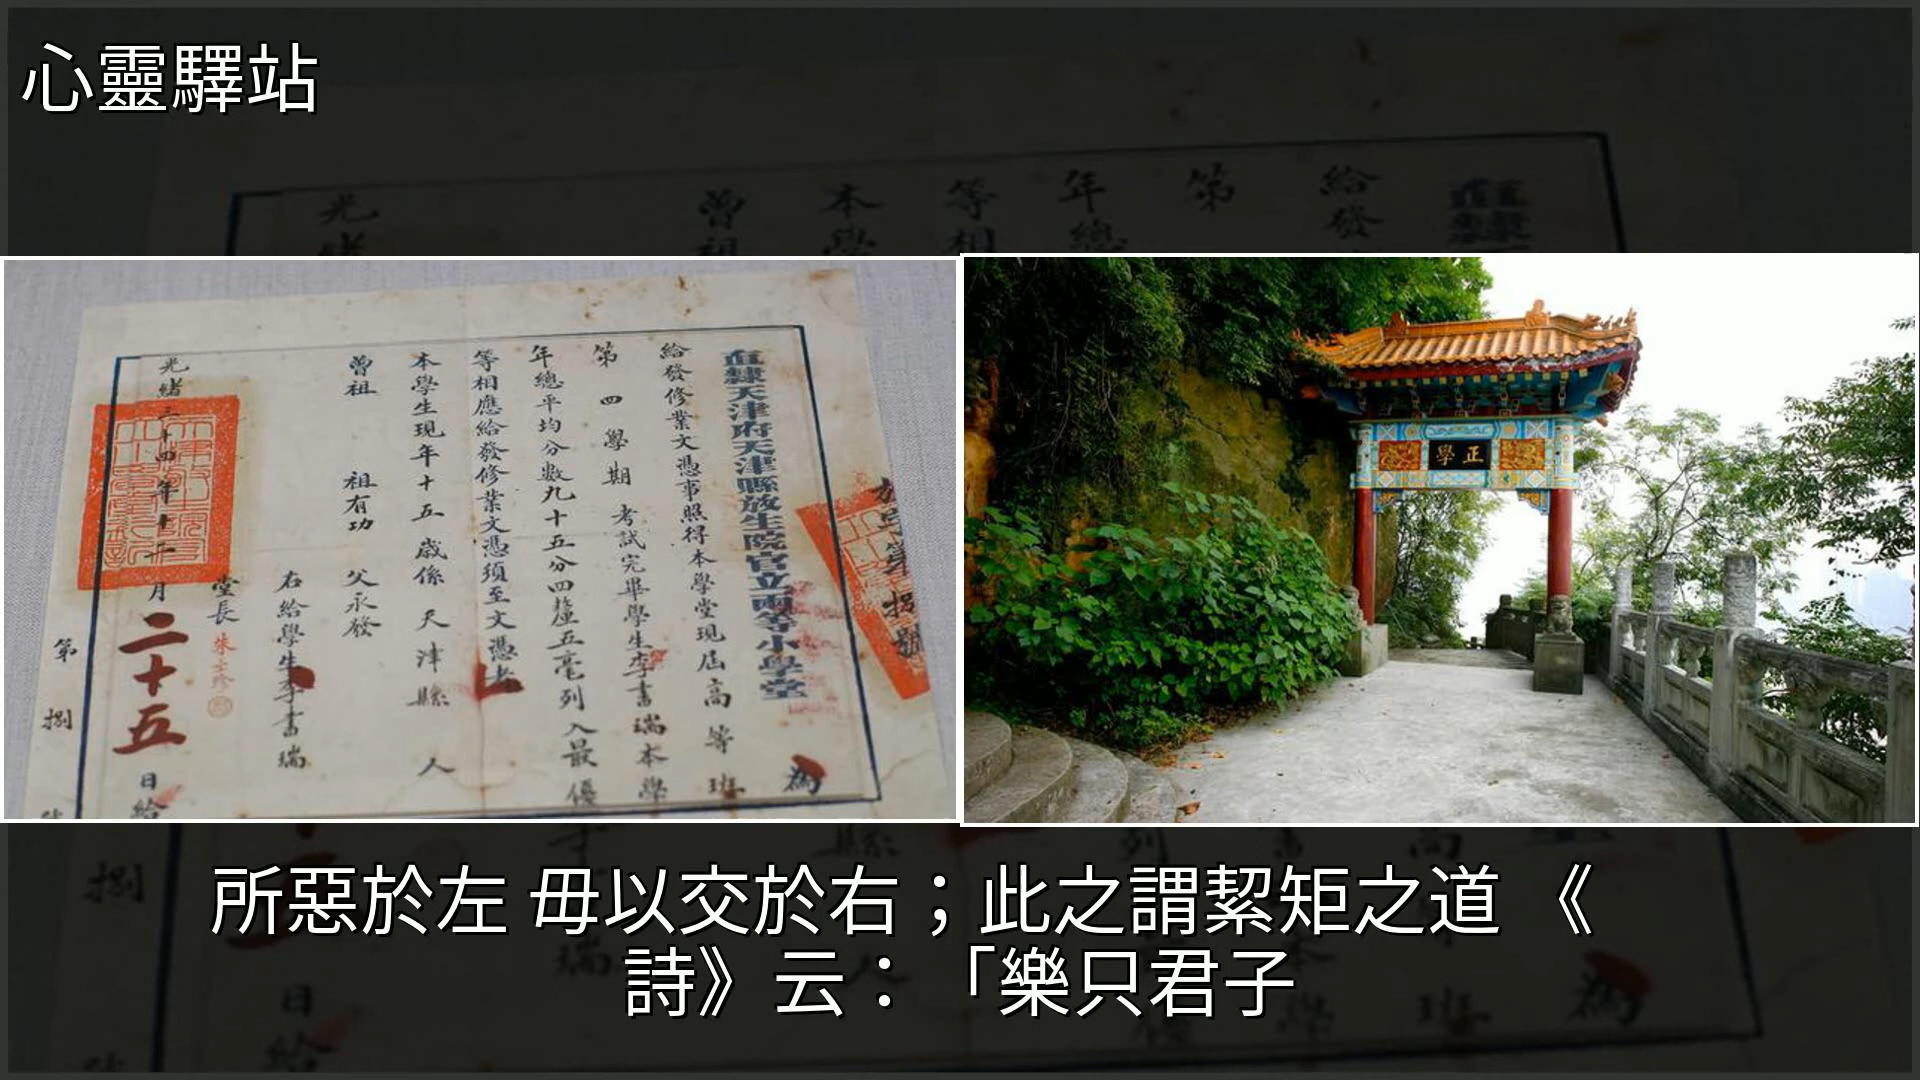 心靈驛站
直隸天津府天津縣放生院官立兩等小學堂 為
給發修業文憑事照得本學堂現屆高等班
第四學期考試完畢學生李書瑞本學
年總平均分數九十五分四釐五毫列入最優
等相應給發修業文憑須至文憑者
本學生現年十五歲係天津縣人
曾祖 祖有功 父永發
右給學生李書瑞
堂長朱士珍
光緒三十四年十二月二十五日給
第捌
學正
所惡於左 毋以交於右；此之謂絜矩之道 《
詩》云：「樂只君子